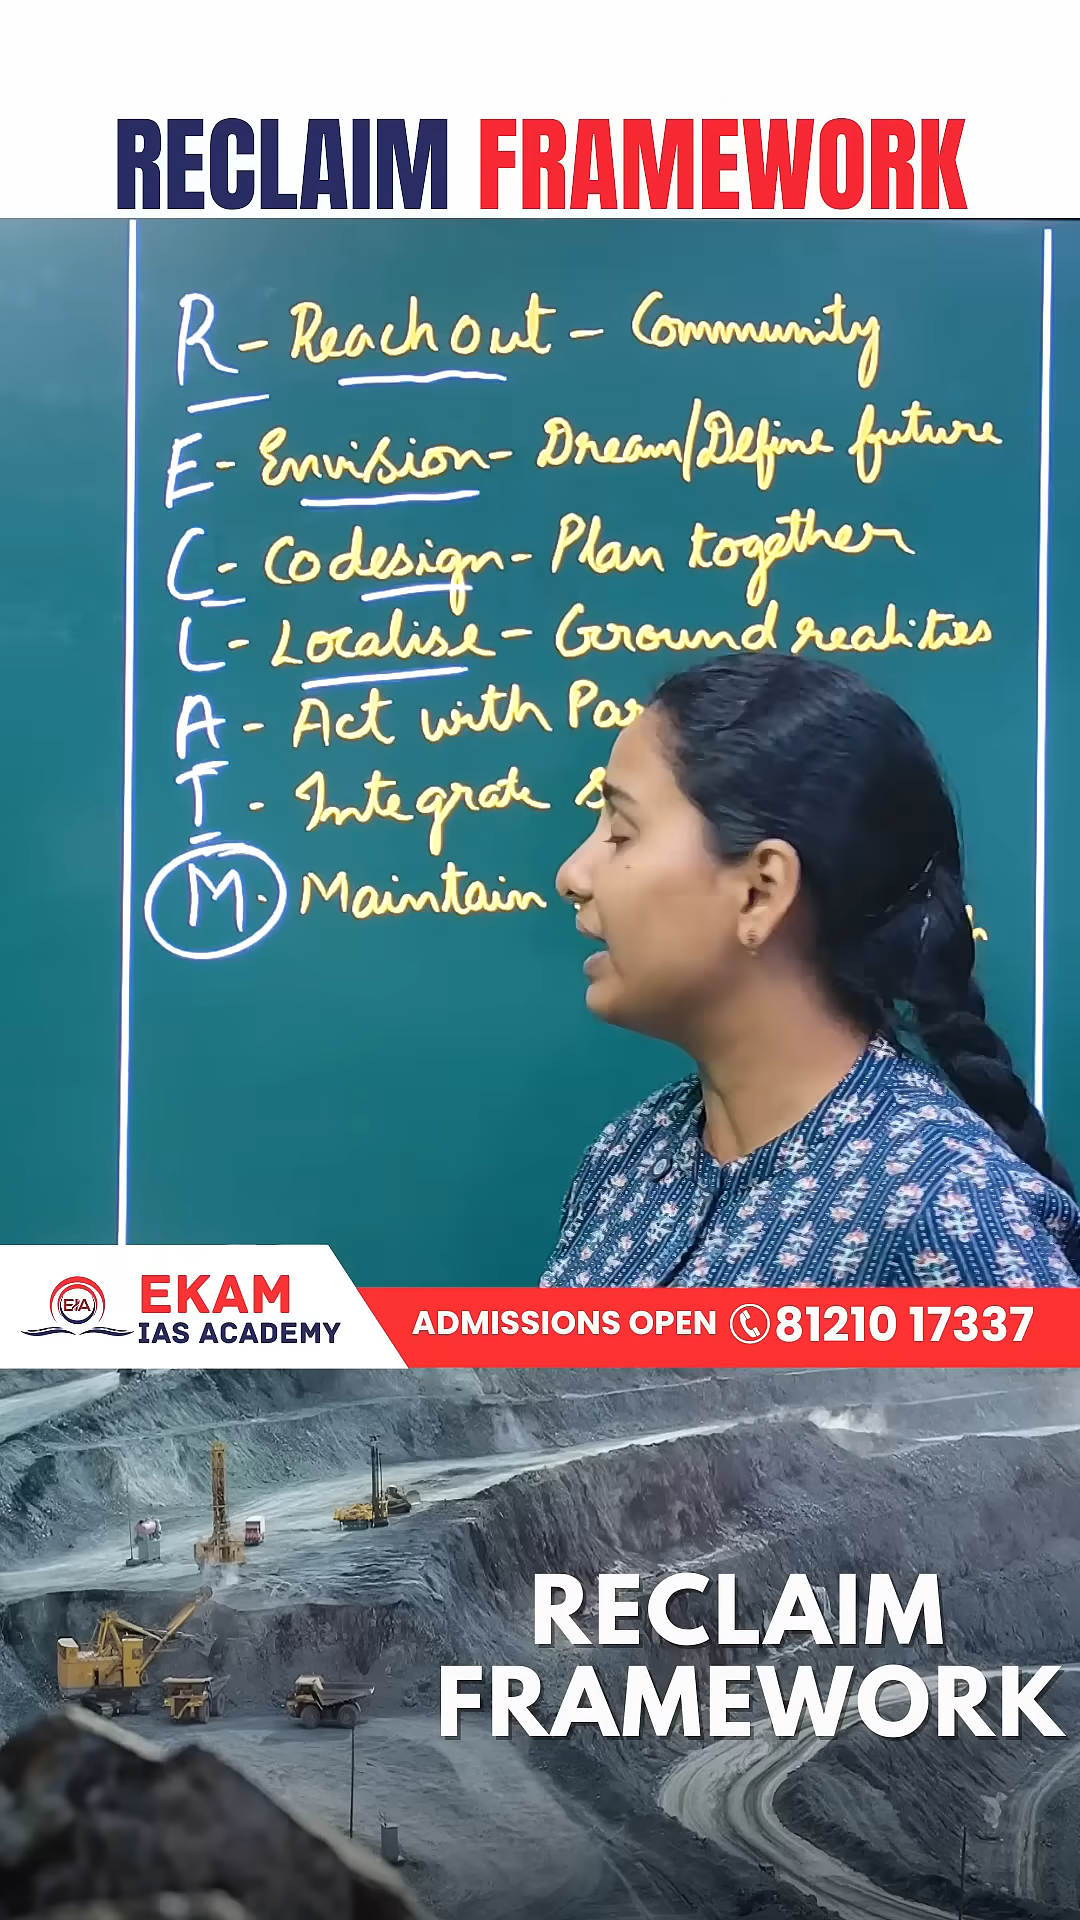 RECLAIM FRAMEWORK
R - Reach out - Community
E - Envision - Dream/Define future
C - Codesign - Plan together
L - Localise - Ground realities
A - Act with
I - Integrate
M. Maintain
EIA
EKAM
IAS ACADEMY
ADMISSIONS OPEN 81210 17337
RECLAIM
FRAMEWORK